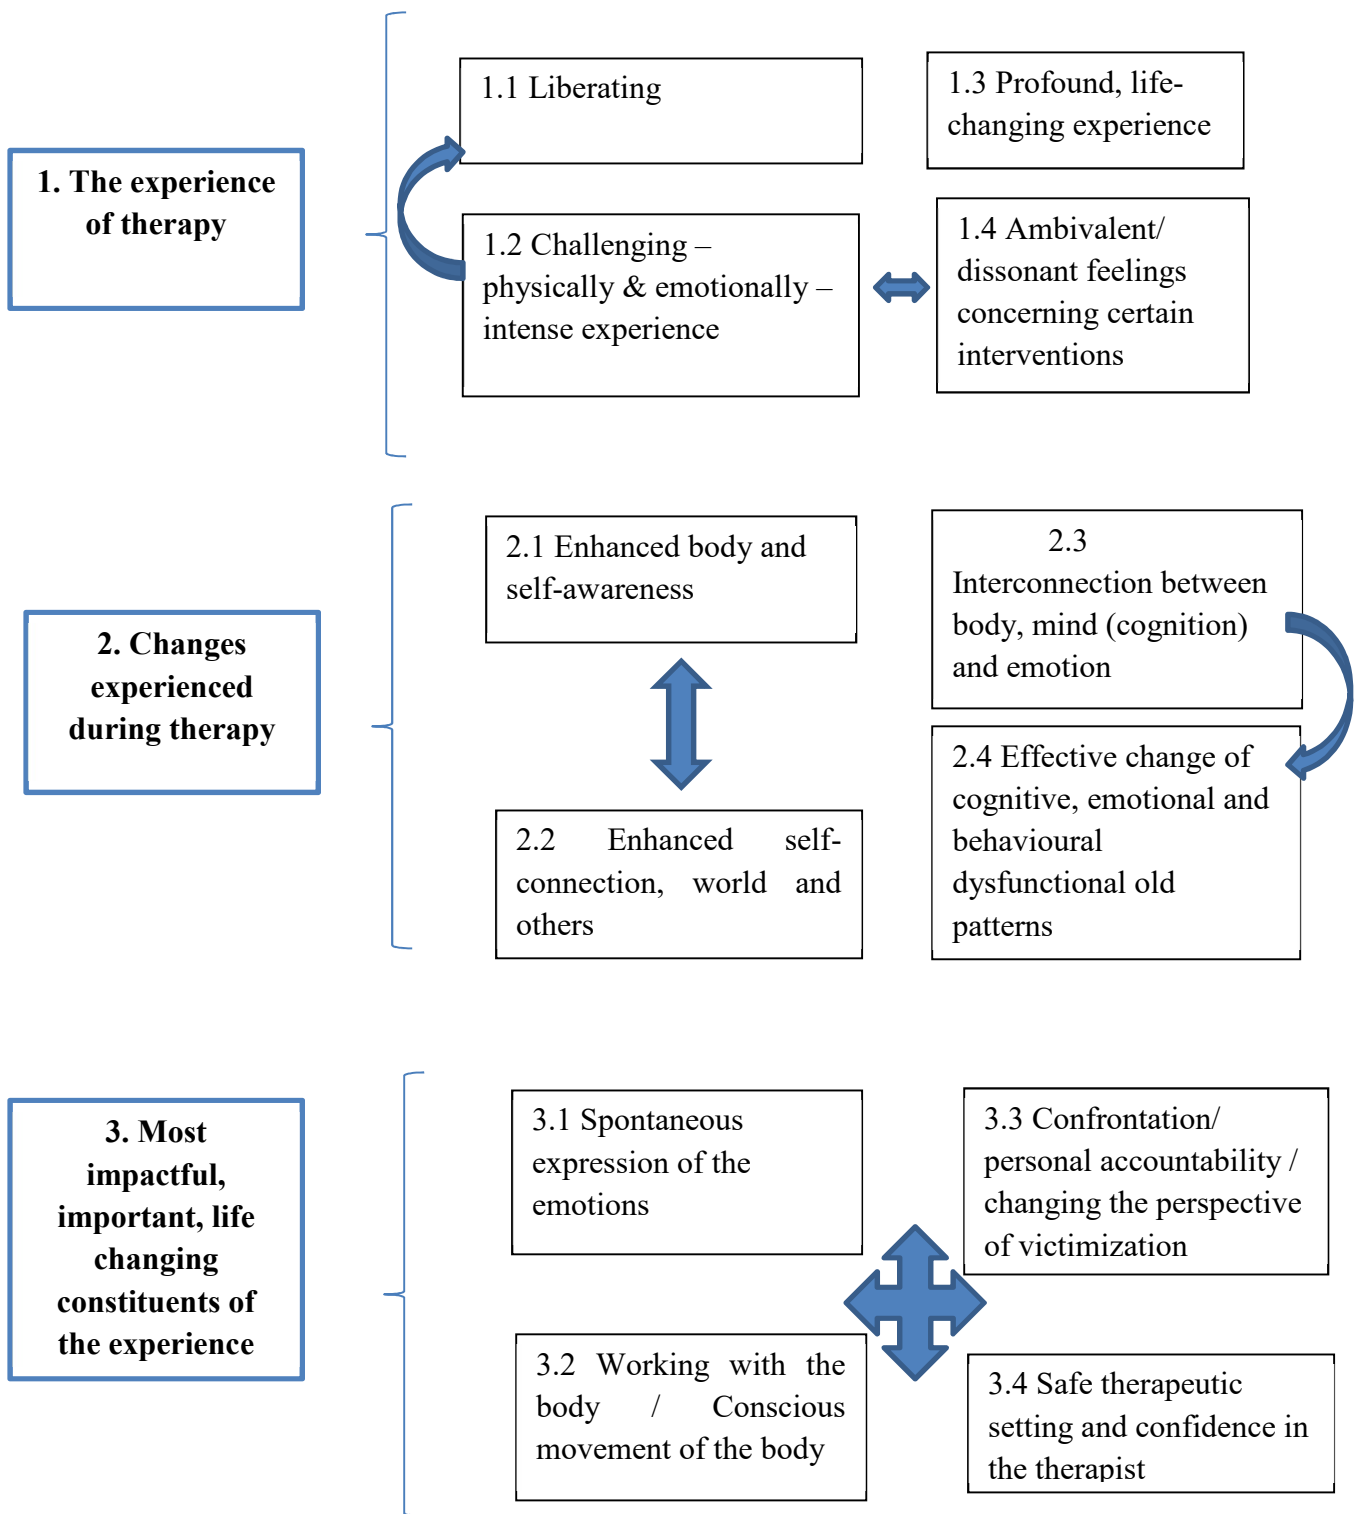 1. The experience
of therapy
1.1 Liberating
1.3 Profound, life-
changing experience
1.2 Challenging –
physically & emotionally –
intense experience
1.4 Ambivalent/
dissonant feelings
concerning certain
interventions
2. Changes
experienced
during therapy
2.1 Enhanced body and
self-awareness
2.3
Interconnection between
body, mind (cognition)
and emotion
2.2 Enhanced self-
connection, world and
others
2.4 Effective change of
cognitive, emotional and
behavioural
dysfunctional old
patterns
3. Most
impactful,
important, life
changing
constituents of
the experience
3.1 Spontaneous
expression of the
emotions
3.3 Confrontation/
personal accountability /
changing the perspective
of victimization
3.2 Working with the
body / Conscious
movement of the body
3.4 Safe therapeutic
setting and confidence in
the therapist